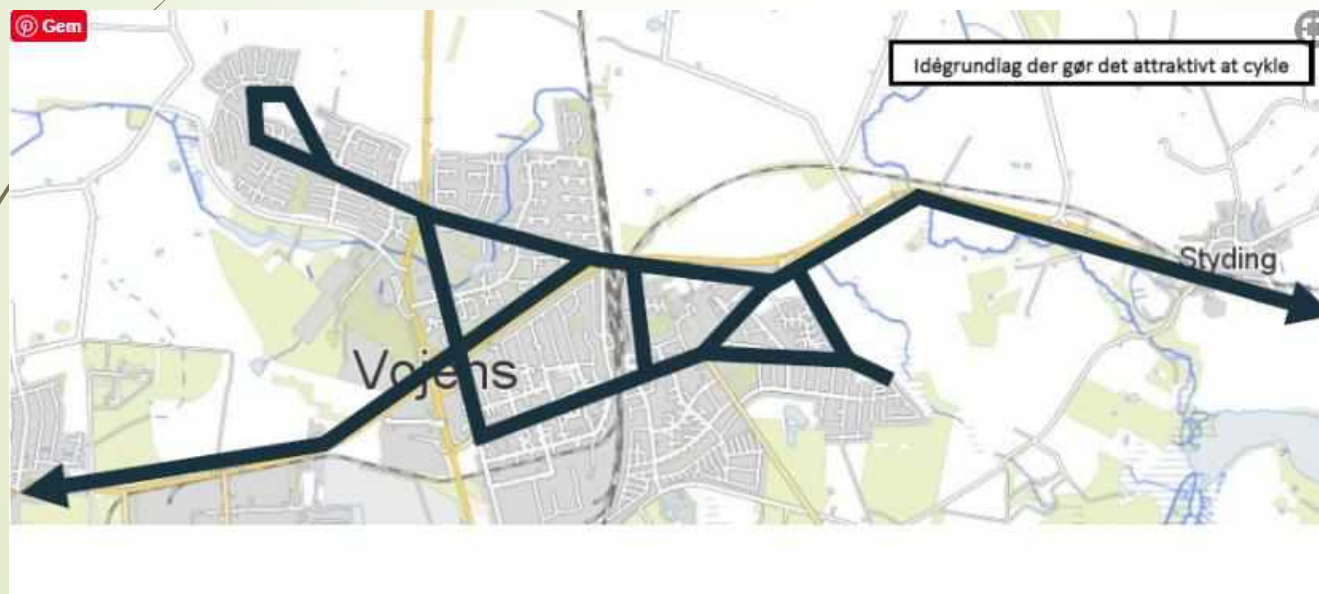 Gem
Idégrundlag der gør det attraktivt at cykle
Styding
Vojens